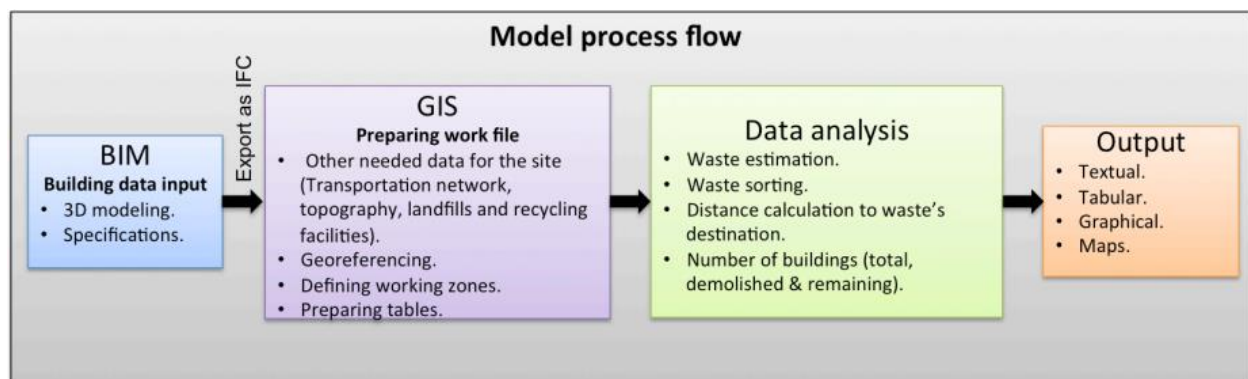 Model process flow
BIM
Building data input
• 3D modeling.
• Specifications.
Export as IFC
GIS
Preparing work file
• Other needed data for the site
(Transportation network,
topography, landfills and recycling
facilities).
• Georeferencing.
• Defining working zones.
• Preparing tables.
Data analysis
• Waste estimation.
• Waste sorting.
• Distance calculation to waste's
destination.
• Number of buildings (total,
demolished & remaining).
Output
• Textual.
• Tabular.
• Graphical.
• Maps.